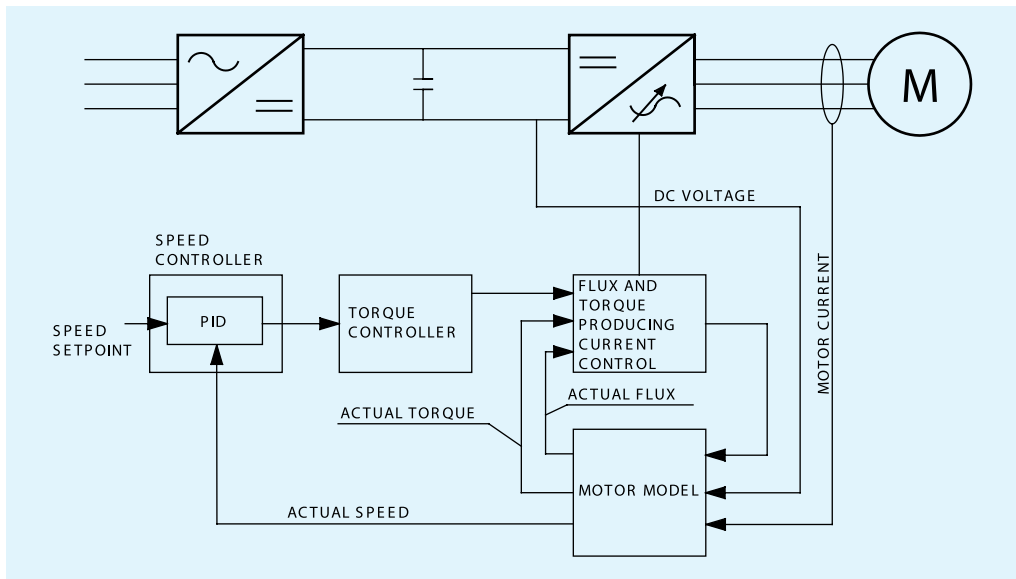 M
DC VOLTAGE
SPEED
CONTROLLER
MOTOR CURRENT
FLUX AND
TORQUE
PRODUCING
CURRENT
CONTROL
TORQUE
CONTROLLER
PID
SPEED
SETPOINT
ACTUAL FLUX
ACTUAL TORQUE
MOTOR MODEL
ACTUAL SPEED